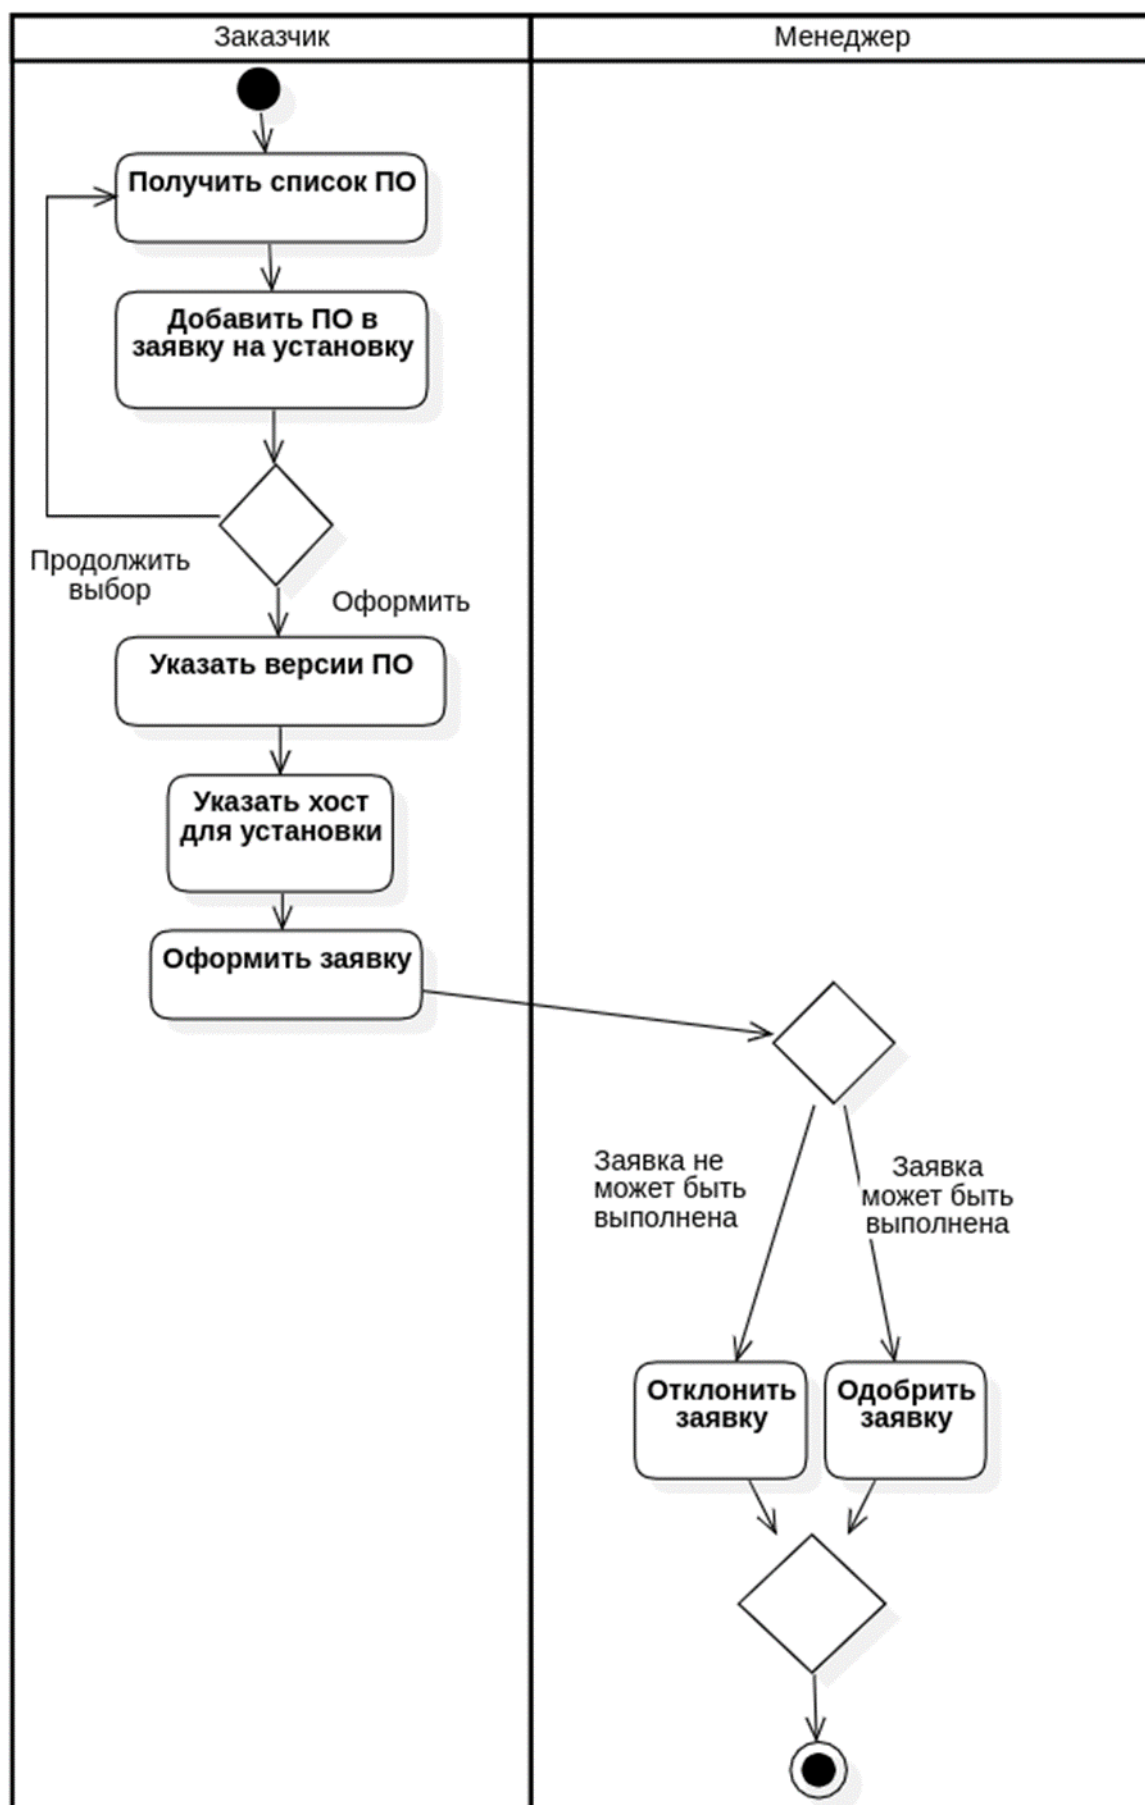 Заказчик
Менеджер
Получить список ПО
Добавить ПО в
заявку на установку
Продолжить
выбор
Оформить
Указать версии ПО
Указать хост
для установки
Оформить заявку
Заявка не
может быть
выполнена
Заявка
может быть
выполнена
Отклонить
заявку
Одобрить
заявку